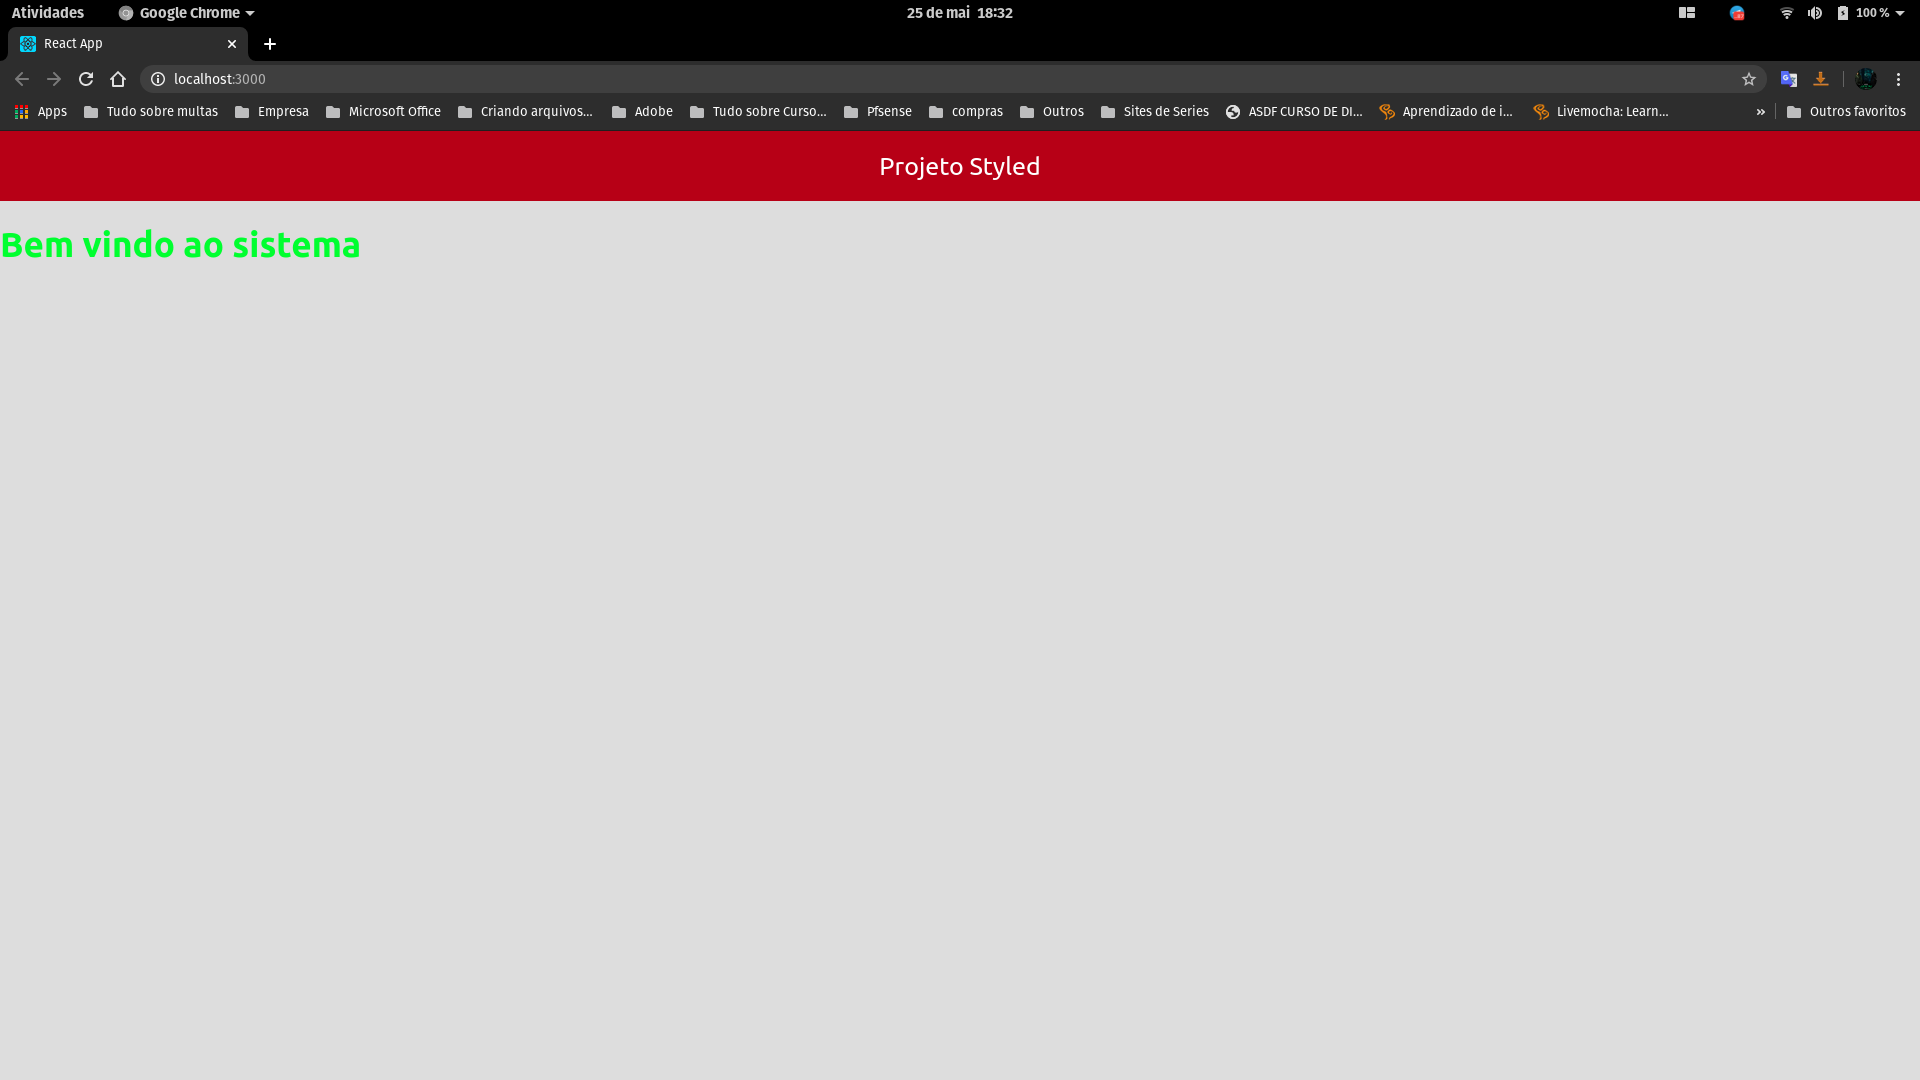 Atividades Google Chrome 25 de mai 18:32 100 %
React App
localhost:3000
Apps Tudo sobre multas Empresa Microsoft Office Criando arquivos... Adobe Tudo sobre Curso... Pfsense compras Outros Sites de Series ASDF CURSO DE DI... Aprendizado de i... Livemocha: Learn... » Outros favoritos
Projeto Styled
Bem vindo ao sistema